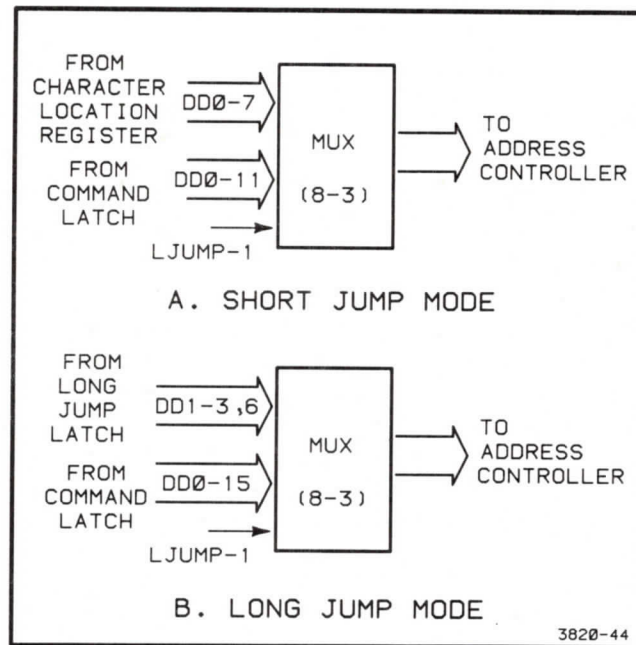 FROM
CHARACTER
LOCATION
REGISTER
DDØ-7
FROM
COMMAND
LATCH
DDØ-11
LJUMP-1
MUX
(8-3)
TO
ADDRESS
CONTROLLER
A. SHORT JUMP MODE
FROM
LONG
JUMP
LATCH
DD1-3,6
FROM
COMMAND
LATCH
DDØ-15
LJUMP-1
MUX
(8-3)
TO
ADDRESS
CONTROLLER
B. LONG JUMP MODE
3820-44